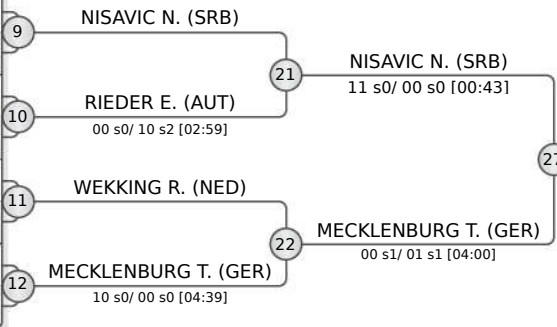 NISAVIC N. (SRB)
9
21
NISAVIC N. (SRB)
11 s0/ 00 s0 [00:43]
RIEDER E. (AUT)
10
00 s0/ 10 s2 [02:59]
27
WEKKING R. (NED)
11
22
MECKLENBURG T. (GER)
00 s1/ 01 s1 [04:00]
MECKLENBURG T. (GER)
12
10 s0/ 00 s0 [04:39]